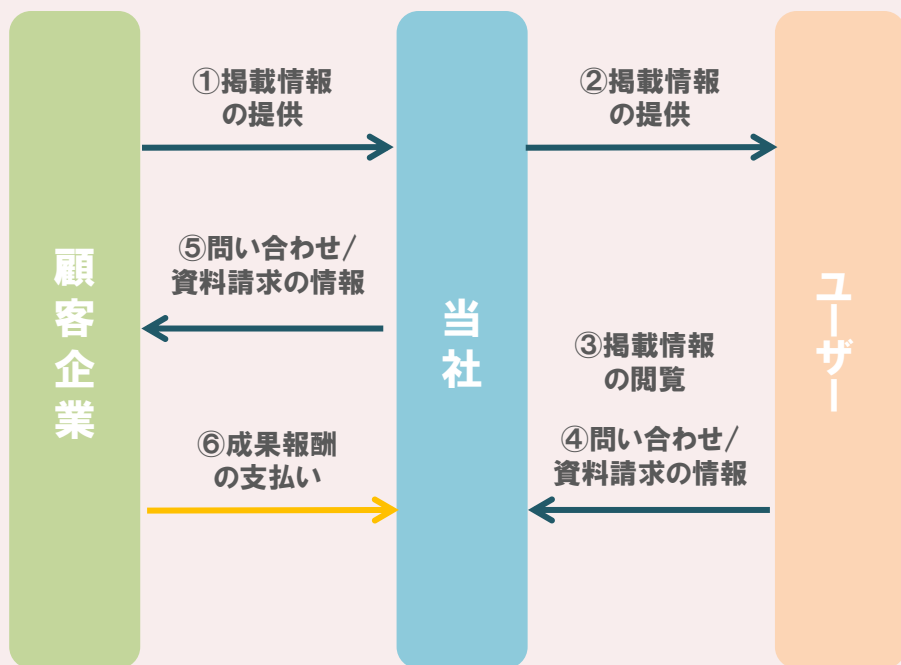 顧客企業
当社
ユーザー
①掲載情報
の提供
②掲載情報
の提供
③掲載情報
の閲覧
④問い合わせ/
資料請求の情報
⑤問い合わせ/
資料請求の情報
⑥成果報酬
の支払い